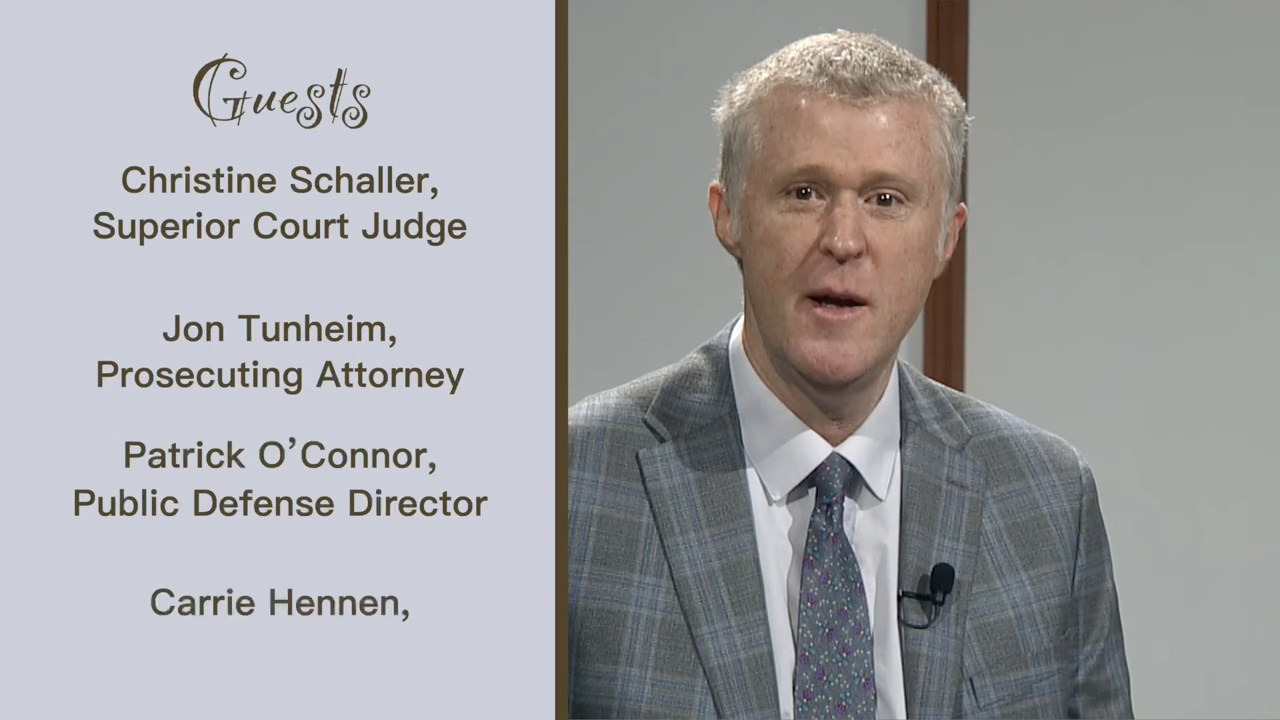 Guests
Christine Schaller,
Superior Court Judge
Jon Tunheim,
Prosecuting Attorney
Patrick O’Connor,
Public Defense Director
Carrie Hennen,